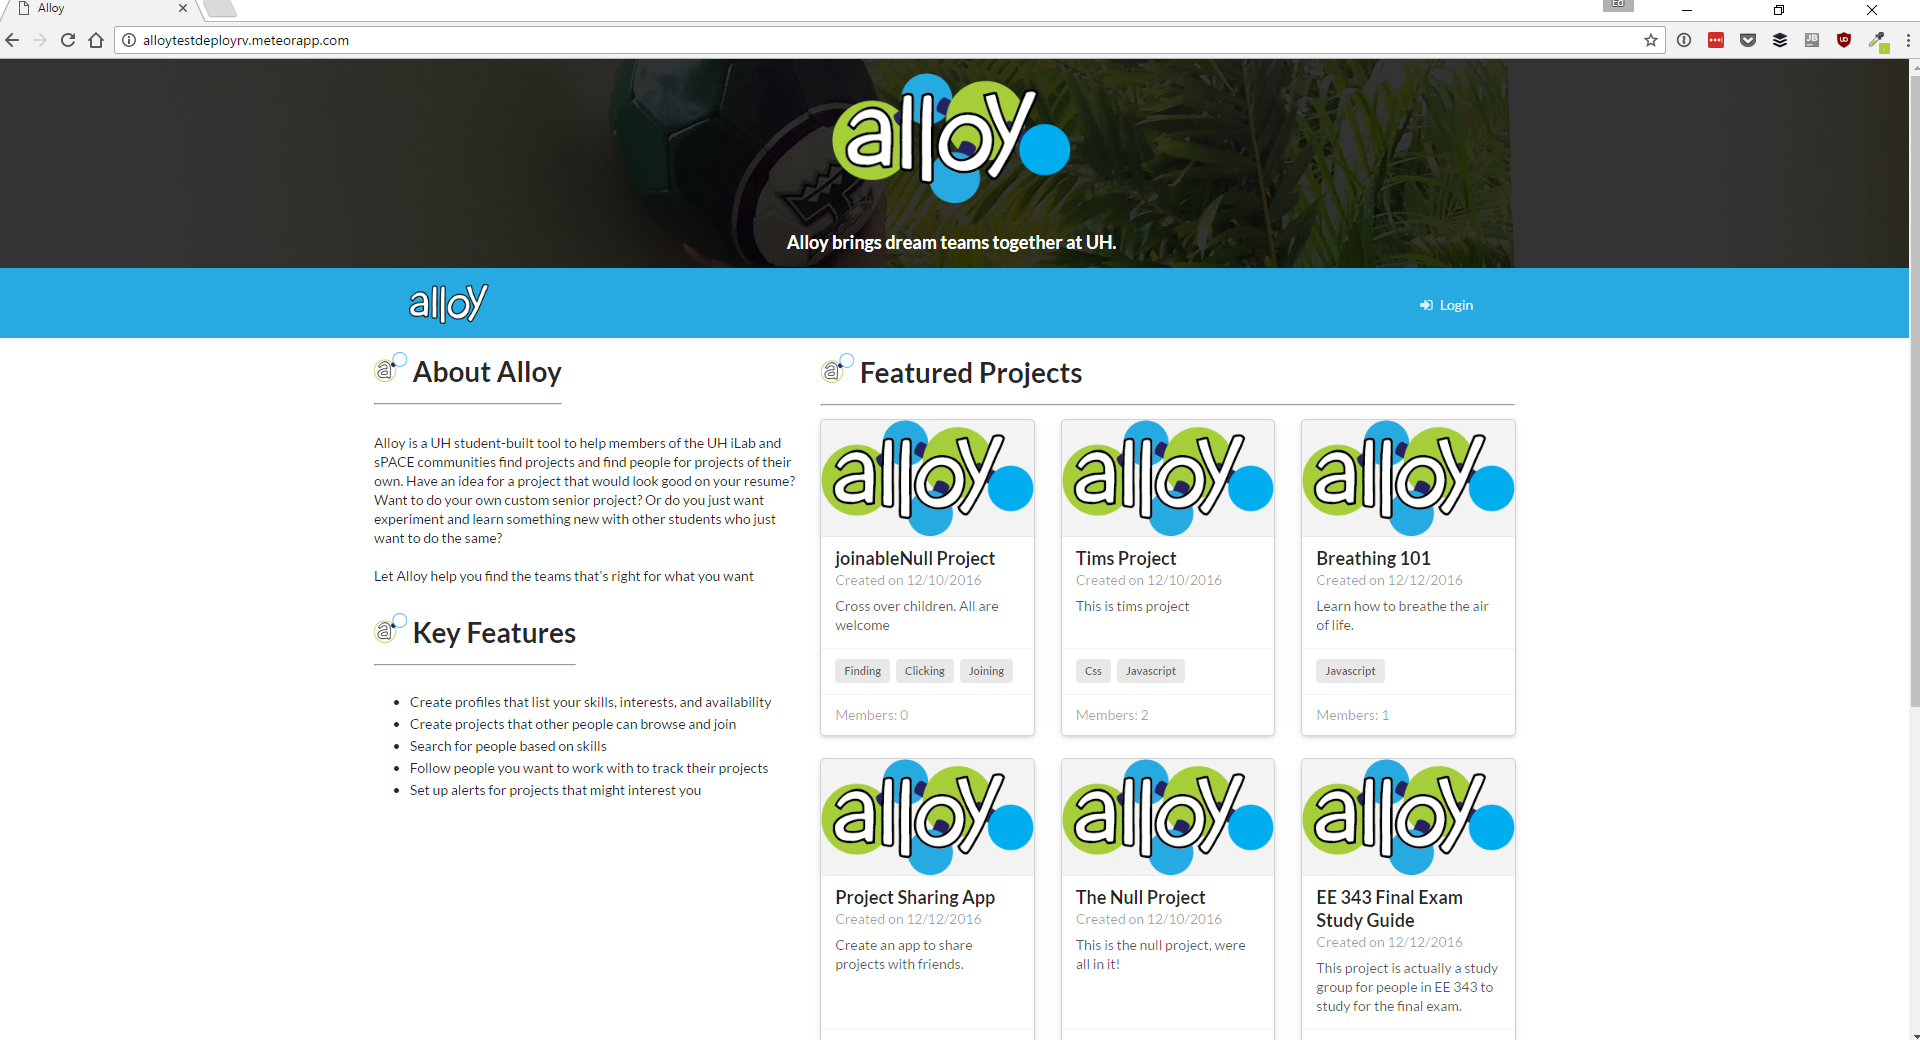 Alloy
Ed
alloytestdeployrv.meteorapp.com
alloy
Alloy brings dream teams together at UH.
alloy
Login
a About Alloy
Alloy is a UH student-built tool to help members of the UH iLab and
sPACE communities find projects and find people for projects of their
own. Have an idea for a project that would look good on your resume?
Want to do your own custom senior project? Or do you just want
experiment and learn something new with other students who just
want to do the same?
Let Alloy help you find the teams that's right for what you want
a Key Features
Create profiles that list your skills, interests, and availability
Create projects that other people can browse and join
Search for people based on skills
Follow people you want to work with to track their projects
Set up alerts for projects that might interest you
a Featured Projects
alloy
joinableNull Project
Created on 12/10/2016
Cross over children. All are
welcome
Finding Clicking Joining
Members: 0
alloy
Tims Project
Created on 12/10/2016
This is tims project
Css Javascript
Members: 2
alloy
Breathing 101
Created on 12/12/2016
Learn how to breathe the air
of life.
Javascript
Members: 1
alloy
Project Sharing App
Created on 12/12/2016
Create an app to share
projects with friends.
alloy
The Null Project
Created on 12/10/2016
This is the null project, were
all in it!
alloy
EE 343 Final Exam
Study Guide
Created on 12/12/2016
This project is actually a study
group for people in EE 343 to
study for the final exam.